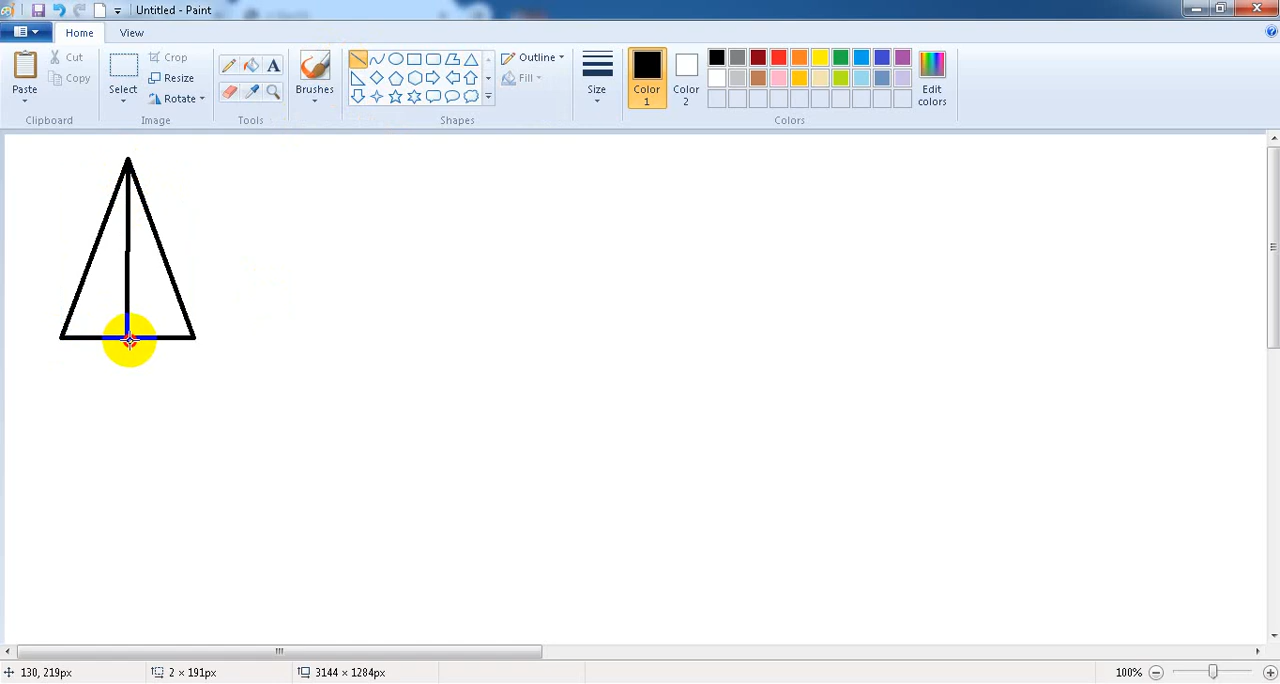 Untitled - Paint
Home View
Paste
Cut
Copy
Clipboard
Select
Crop
Resize
Rotate
Image
A
Tools
Brushes
Outline
Fill
Shapes
Size
Color 1
Color 2
Edit colors
Colors
130, 219px
2 × 191px
3144 × 1284px
100%